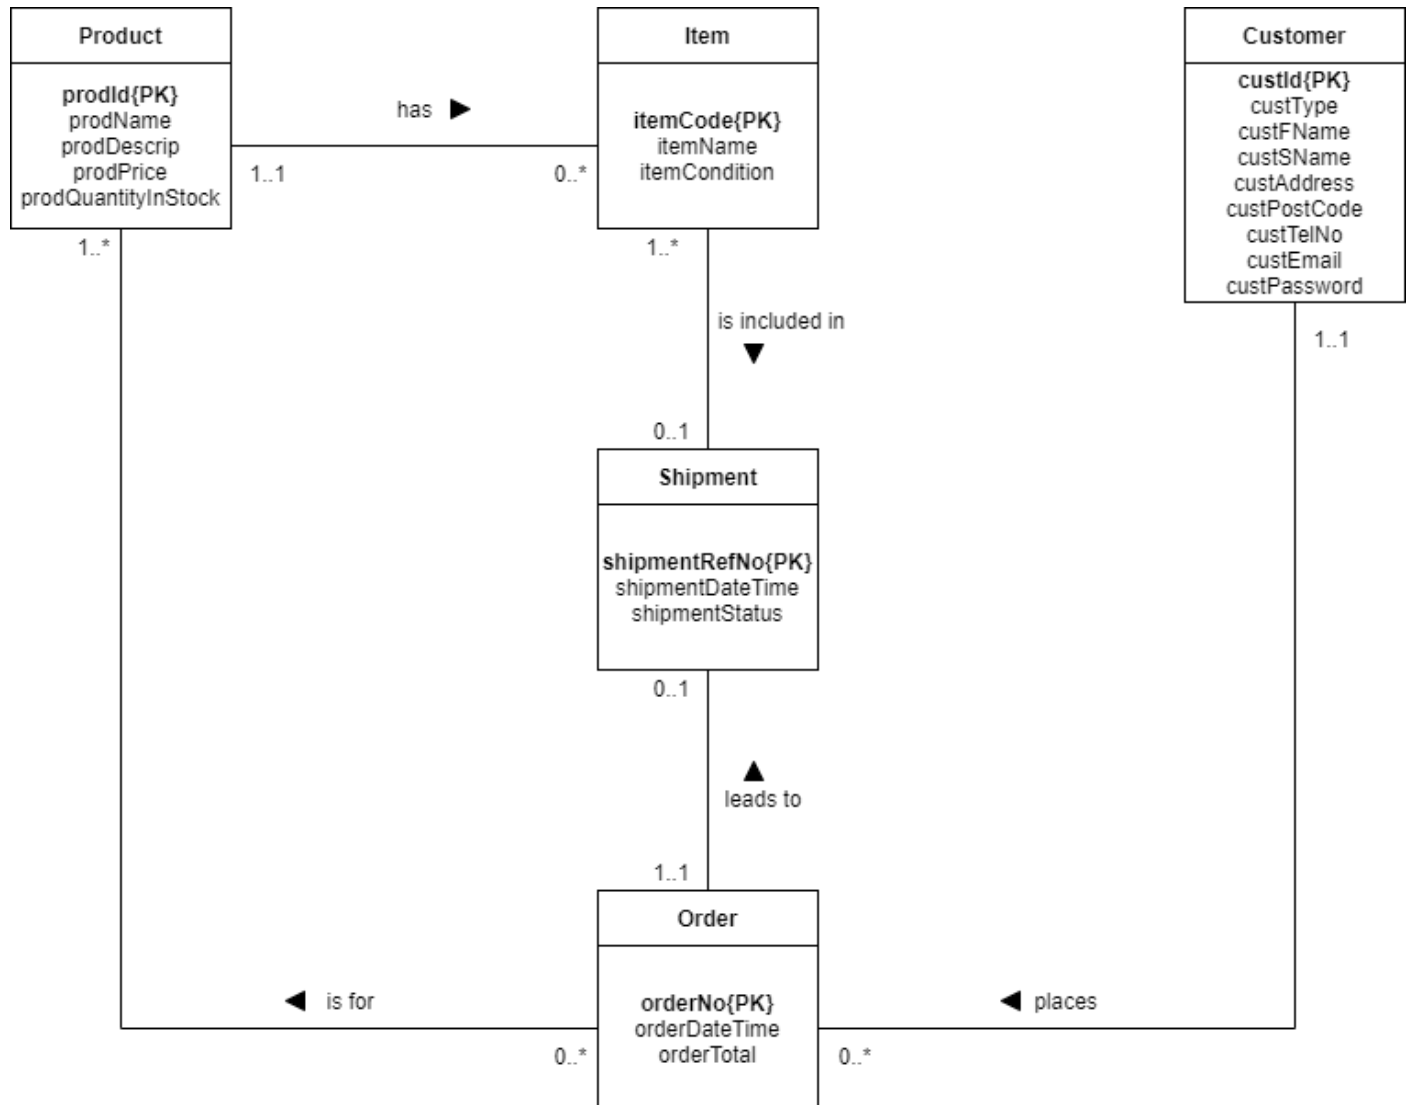 Product
prodId{PK}
prodName
prodDescrip
prodPrice
prodQuantityInStock
has
1..1
0..*
Item
itemCode{PK}
itemName
itemCondition
Customer
custId{PK}
custType
custFName
custSName
custAddress
custPostCode
custTelNo
custEmail
custPassword
1..*
1..*
1..1
is included in
0..1
Shipment
shipmentRefNo{PK}
shipmentDateTime
shipmentStatus
0..1
leads to
1..1
Order
orderNo{PK}
orderDateTime
orderTotal
is for
places
0..*
0..*